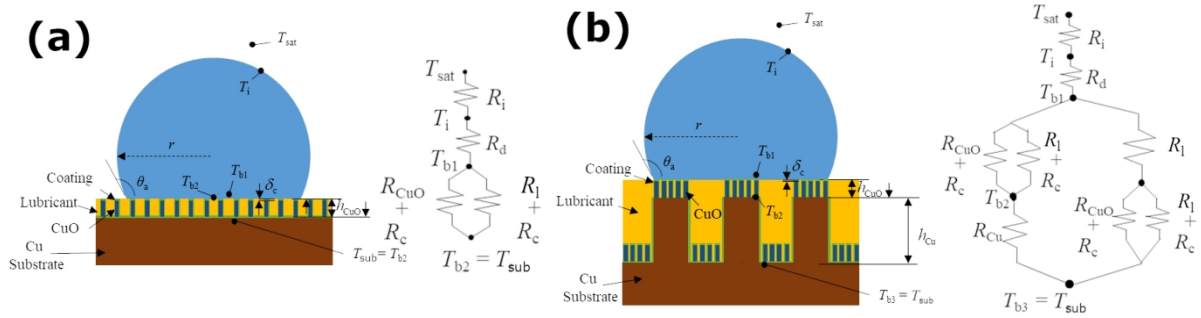 (a)
T_sat
T_i
r
θ_a
T_b2
T_b1
δ_c
Coating
Lubricant
CuO
Cu
Substrate
h_CuO
T_sub = T_b2
T_sat
R_i
T_i
R_d
T_b1
R_CuO
+
R_c
R_l
+
R_c
T_b2 = T_sub
(b)
T_sat
T_i
r
θ_a
T_b1
δ_c
Coating
Lubricant
CuO
T_b2
h_CuO
h_Cu
Cu
Substrate
T_b3 = T_sub
T_sat
R_i
T_i
R_d
T_b1
R_CuO
+
R_c
R_l
+
R_c
R_l
T_b2
R_Cu
R_CuO
+
R_c
R_l
+
R_c
T_b3 = T_sub